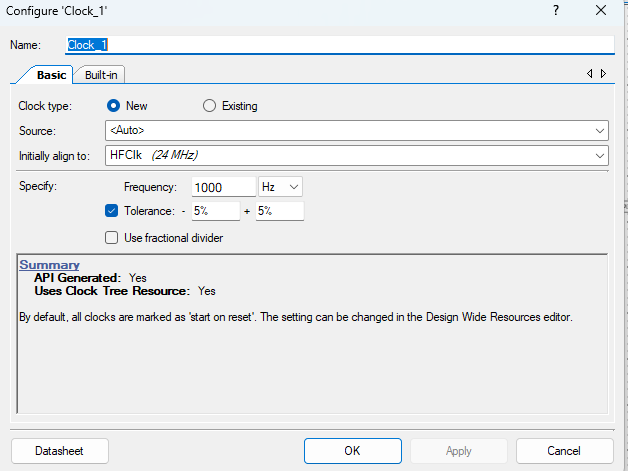 Configure 'Clock_1'
? X
Name: Clock_1
Basic Built-in
Clock type: New Existing
Source: <Auto>
Initially align to: HFClk (24 MHz)
Specify: Frequency: 1000 Hz
Tolerance: - 5% + 5%
Use fractional divider
Summary
API Generated: Yes
Uses Clock Tree Resource: Yes
By default, all clocks are marked as 'start on reset'. The setting can be changed in the Design Wide Resources editor.
Datasheet OK Apply Cancel